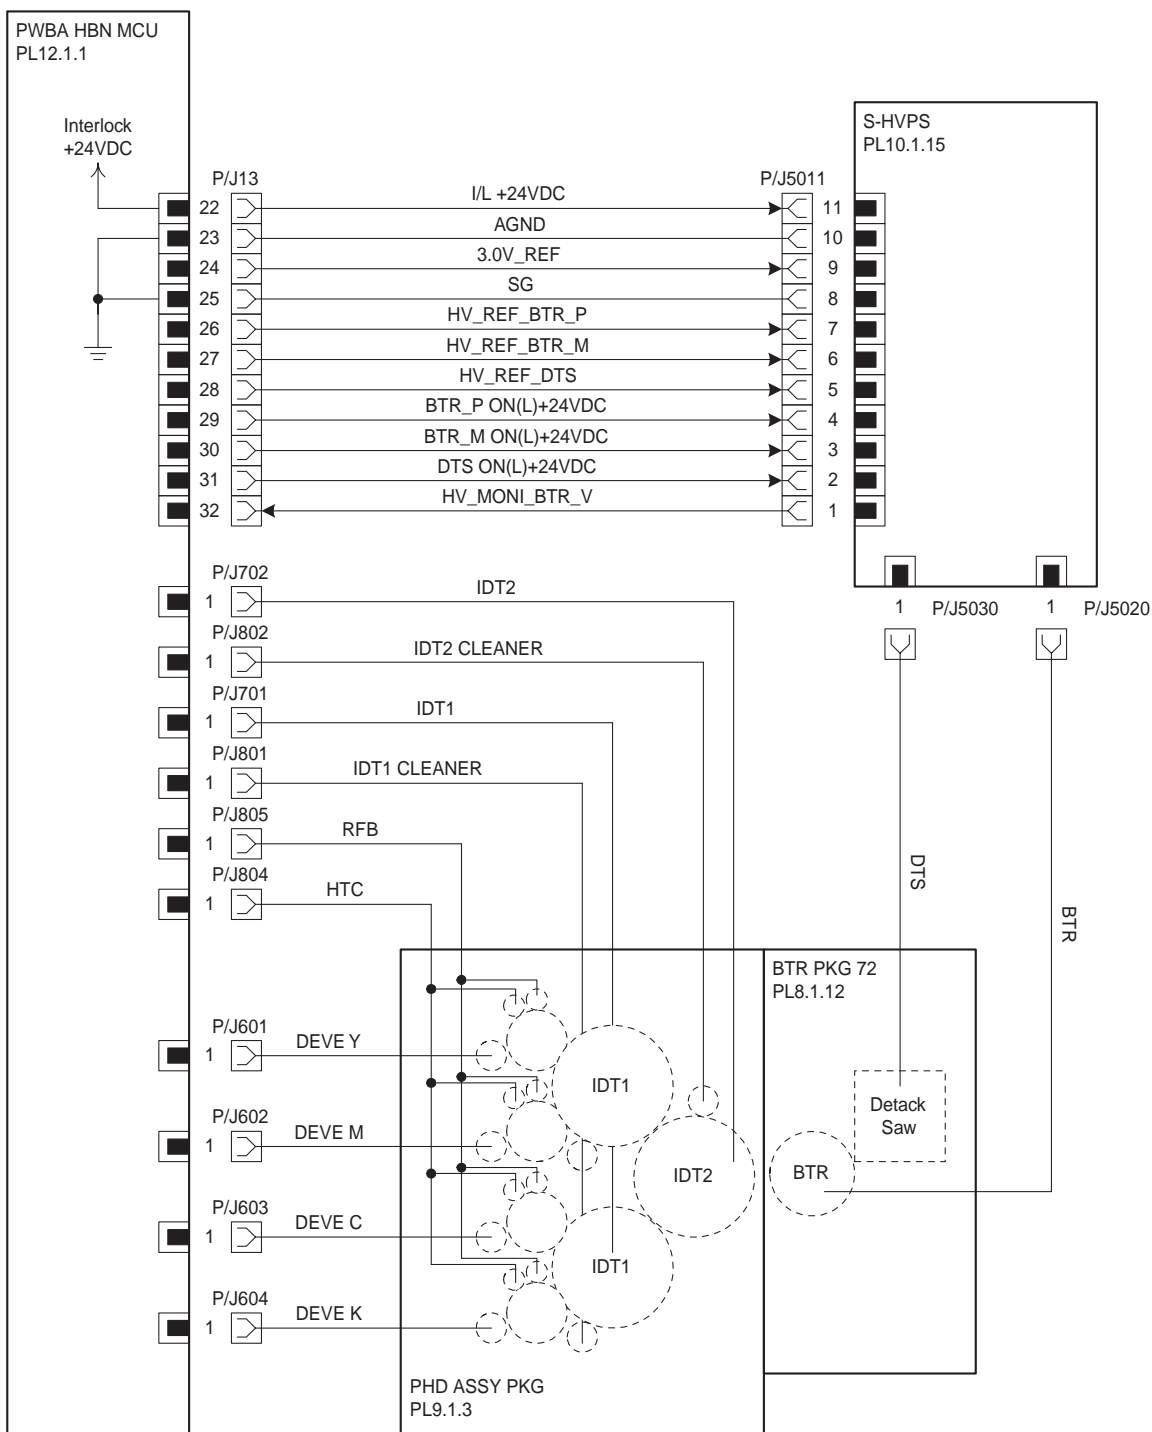 PWBA HBN MCU
PL12.1.1
Interlock
+24VDC
S-HVPS
PL10.1.15
P/J13
P/J5011
22 I/L +24VDC 11
23 AGND 10
24 3.0V_REF 9
25 SG 8
26 HV_REF_BTR_P 7
27 HV_REF_BTR_M 6
28 HV_REF_DTS 5
29 BTR_P ON(L)+24VDC 4
30 BTR_M ON(L)+24VDC 3
31 DTS ON(L)+24VDC 2
32 HV_MONI_BTR_V 1
1 P/J5030 1 P/J5020
P/J702
1 IDT2
P/J802
1 IDT2 CLEANER
P/J701
1 IDT1
P/J801
1 IDT1 CLEANER
P/J805
1 RFB
P/J804
1 HTC
DTS
BTR
BTR PKG 72
PL8.1.12
P/J601
1 DEVE Y
P/J602
1 DEVE M
P/J603
1 DEVE C
P/J604
1 DEVE K
IDT1
IDT2
IDT1
BTR
Detack
Saw
PHD ASSY PKG
PL9.1.3